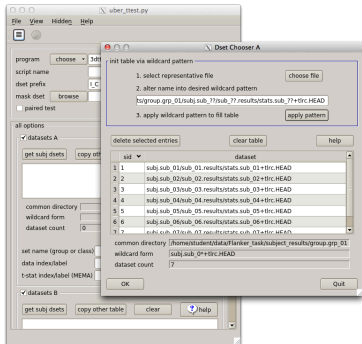 uber_ttest.py
File View Hidden Help
program choose 3dtt
script name
dset prefix
mask dset browse
paired test
all options
datasets A
get subj dsets copy othe
common directory
wildcard form
dataset count 0
set name (group or class)
data index/label
t-stat index/label (MEMA)
datasets B
get subj dsets copy other table clear help
Dset Chooser A
init table via wildcard pattern
1. select representative file choose file
2. alter name into desired wildcard pattern
ts/group.grp_01/subj.sub_??/sub_??.results/stats.sub_??+tlrc.HEAD
3. apply wildcard pattern to fill table apply pattern
delete selected entries clear table help
sid dataset
1 1 subj.sub_01/sub_01.results/stats.sub_01+tlrc.HEAD
2 2 subj.sub_02/sub_02.results/stats.sub_02+tlrc.HEAD
3 3 subj.sub_03/sub_03.results/stats.sub_03+tlrc.HEAD
4 4 subj.sub_04/sub_04.results/stats.sub_04+tlrc.HEAD
5 5 subj.sub_05/sub_05.results/stats.sub_05+tlrc.HEAD
6 6 subj.sub_06/sub_06.results/stats.sub_06+tlrc.HEAD
7 7 subj.sub_07/sub_07.results/stats.sub_07+tlrc.HEAD
common directory /home/student/data/Flanker_task/subject_results/group.grp_01
wildcard form subj.sub_0*+tlrc.HEAD
dataset count 7
OK Quit